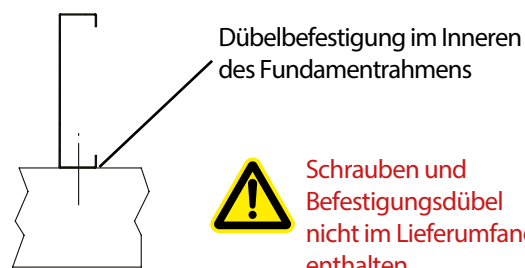 Dübelbefestigung im Inneren
des Fundamentrahmens
Schrauben und
Befestigungsdübel
nicht im Lieferumfang
enthalten